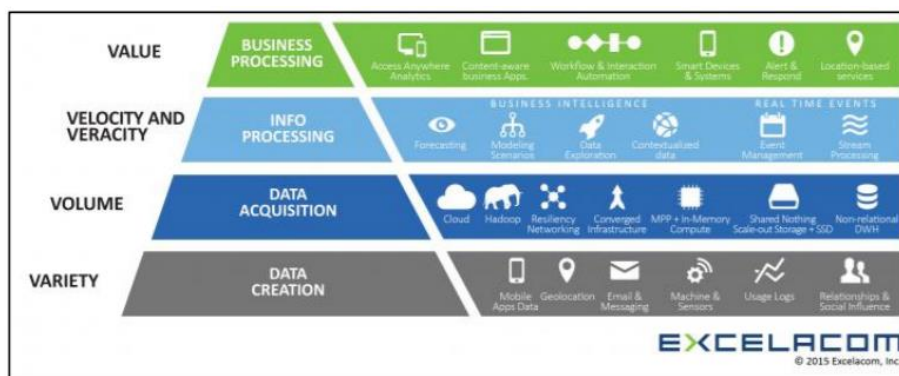 VALUE
BUSINESS
PROCESSING
Access Anywhere
Analytics
Content-aware
business Apps.
Workflow & Interaction
Automation
Smart Devices
& Systems
Alert &
Respond
Location-based
services
VELOCITY AND
VERACITY
INFO
PROCESSING
BUSINESS INTELLIGENCE
REAL TIME EVENTS
Forecasting
Modeling
Scenarios
Data
Exploration
Contextualized
data
Event
Management
Stream
Processing
VOLUME
DATA
ACQUISITION
Cloud
Hadoop
Resiliency
Networking
Converged
Infrastructure
MPP + In-Memory
Compute
Shared Nothing
Scale-out Storage + SSD
Non-relational
DWH
VARIETY
DATA
CREATION
Mobile
Apps Data
Geolocation
Email &
Messaging
Machine &
Sensors
Usage Logs
Relationships &
Social Influence
EXCELACOM
© 2015 Excelacom, Inc